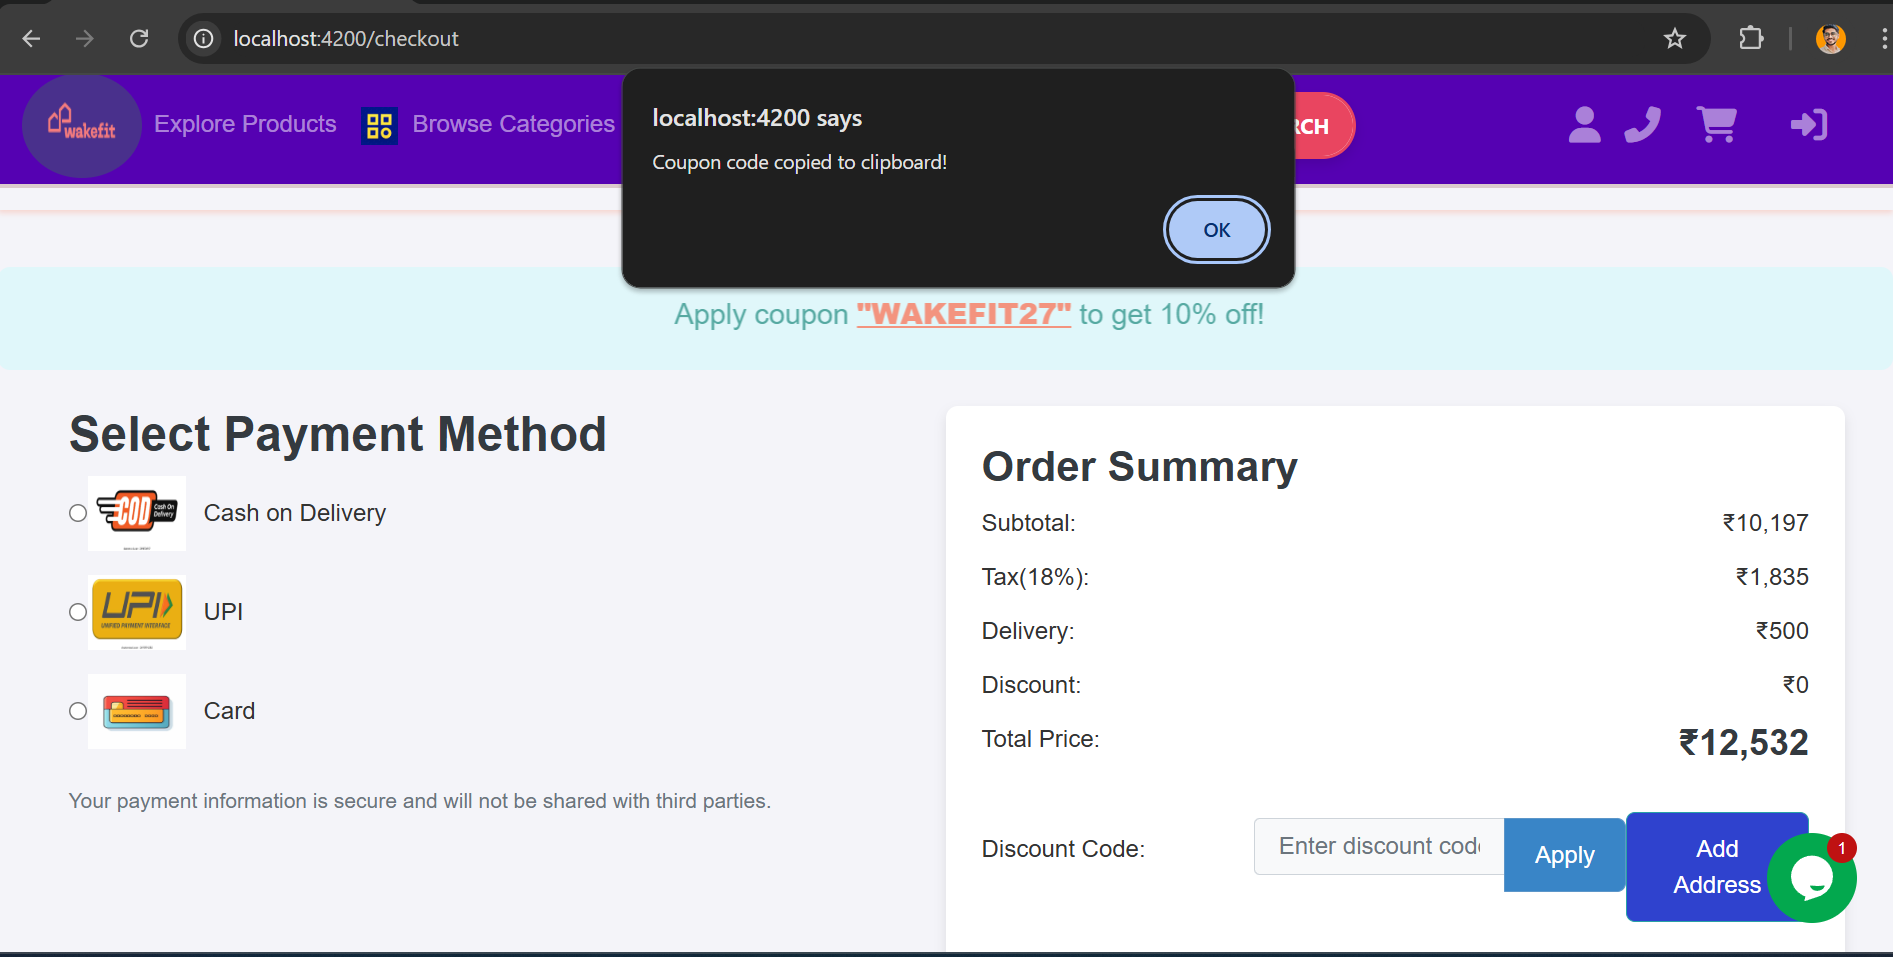 localhost:4200/checkout
wakefit
Explore Products
Browse Categories
RCH
localhost:4200 says
Coupon code copied to clipboard!
OK
Apply coupon "WAKEFIT27" to get 10% off!
Select Payment Method
COD Cash On Delivery
Cash on Delivery
UPI
UNIFIED PAYMENT INTERFACE
UPI
Card
Your payment information is secure and will not be shared with third parties.
Order Summary
Subtotal: ₹10,197
Tax(18%): ₹1,835
Delivery: ₹500
Discount: ₹0
Total Price: ₹12,532
Discount Code:
Enter discount code
Apply
Add
Address
1